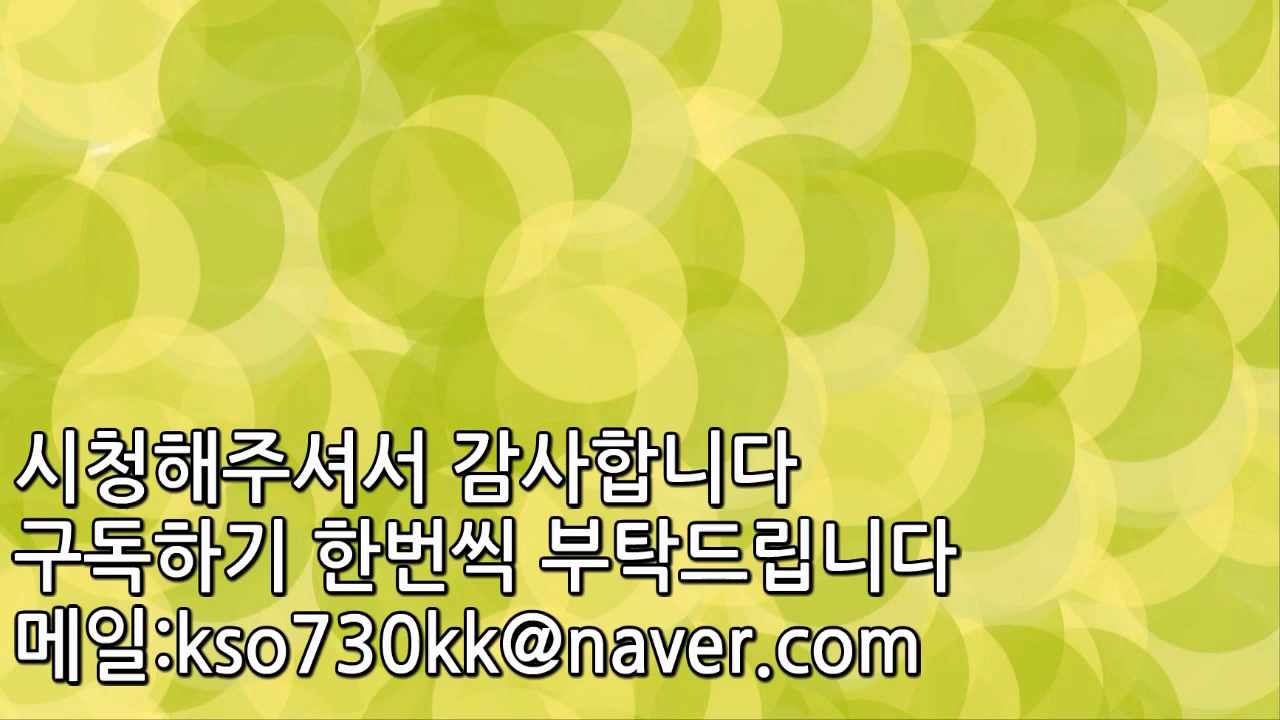 시청해주셔서 감사합니다
구독하기 한번씩 부탁드립니다
메일:kso730kk@naver.com